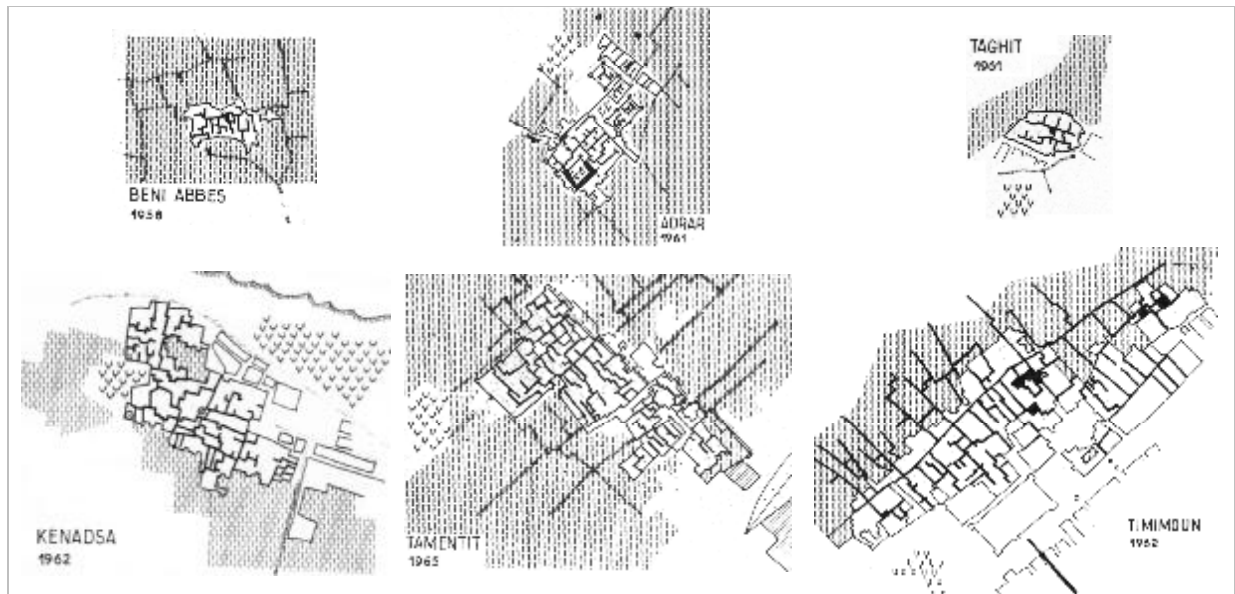 BENI ABBES
1958
ADRAR
1961
TAGHIT
1961
KENADSA
1962
TAMENTIT
1965
TIMIMOUN
1962